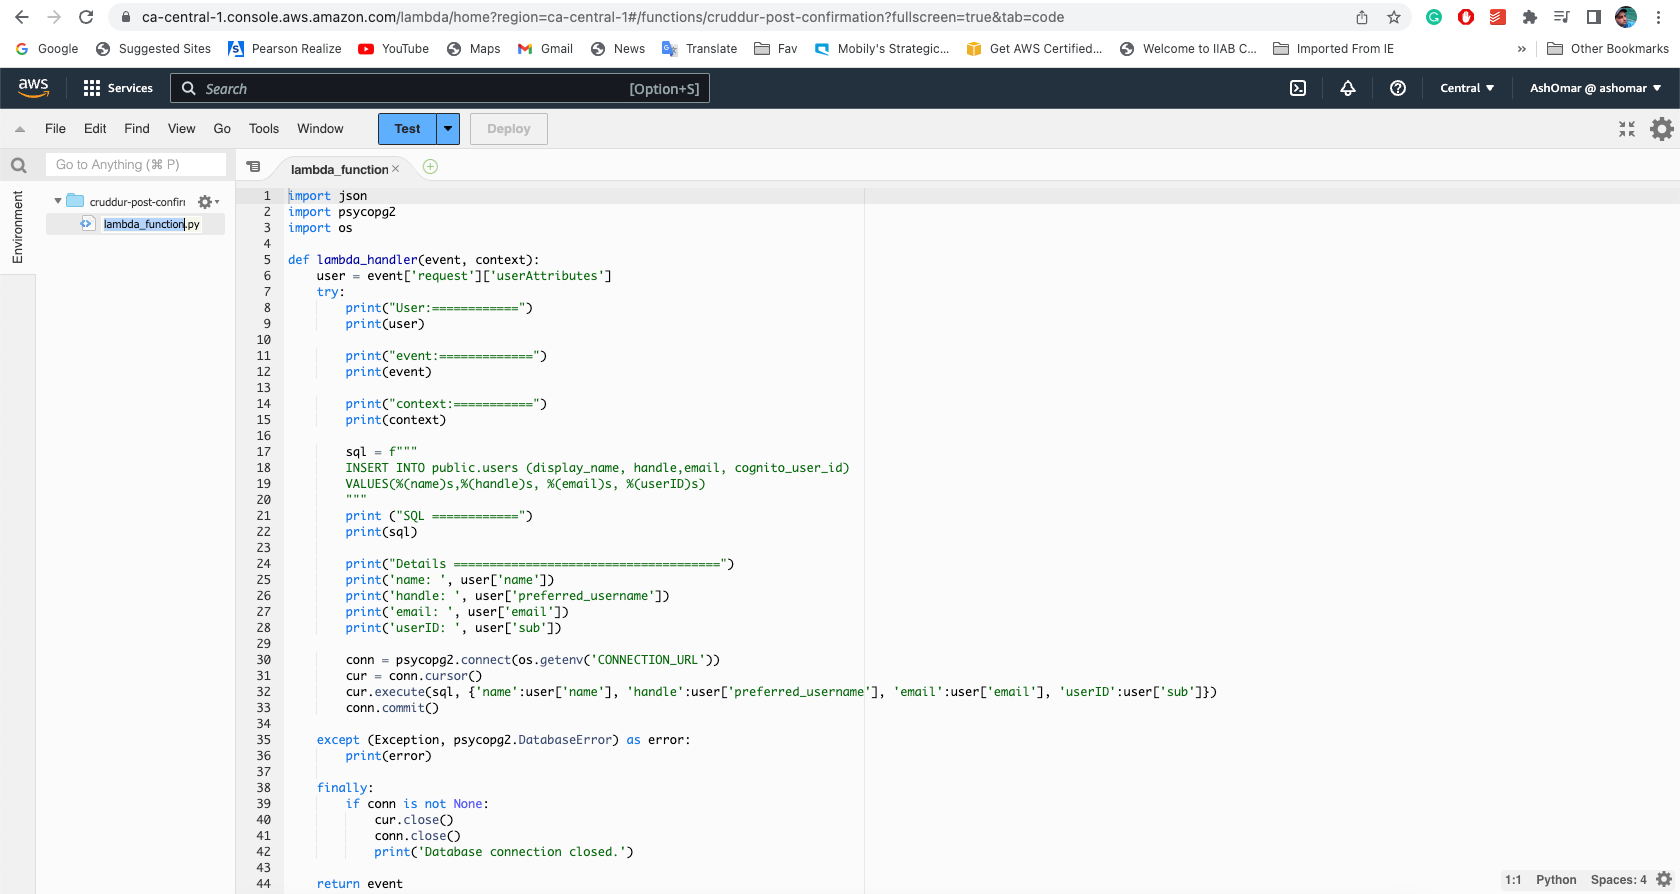 ca-central-1.console.aws.amazon.com/lambda/home?region=ca-central-1#/functions/cruddur-post-confirmation?fullscreen=true&tab=code
Google Suggested Sites Pearson Realize YouTube Maps Gmail News Translate Fav Mobily's Strategic... Get AWS Certified... Welcome to IIAB C... Imported From IE » Other Bookmarks
aws Services Search [Option+S] Central AshOmar @ ashomar
File Edit Find View Go Tools Window Test Deploy
Go to Anything (⌘ P) lambda_function
Environment
cruddur-post-confir
lambda_function.py
1 import json
2 import psycopg2
3 import os
4
5 def lambda_handler(event, context):
6     user = event['request']['userAttributes']
7     try:
8         print("User:============")
9         print(user)
10
11         print("event:=============")
12         print(event)
13
14         print("context:===========")
15         print(context)
16
17         sql = f"""
18         INSERT INTO public.users (display_name, handle,email, cognito_user_id)
19         VALUES(%(name)s,%(handle)s, %(email)s, %(userID)s)
20         """
21         print ("SQL ============")
22         print(sql)
23
24         print("Details =====================================")
25         print('name: ', user['name'])
26         print('handle: ', user['preferred_username'])
27         print('email: ', user['email'])
28         print('userID: ', user['sub'])
29
30         conn = psycopg2.connect(os.getenv('CONNECTION_URL'))
31         cur = conn.cursor()
32         cur.execute(sql, {'name':user['name'], 'handle':user['preferred_username'], 'email':user['email'], 'userID':user['sub']})
33         conn.commit()
34
35     except (Exception, psycopg2.DatabaseError) as error:
36         print(error)
37
38     finally:
39         if conn is not None:
40             cur.close()
41             conn.close()
42             print('Database connection closed.')
43
44     return event
1:1 Python Spaces: 4